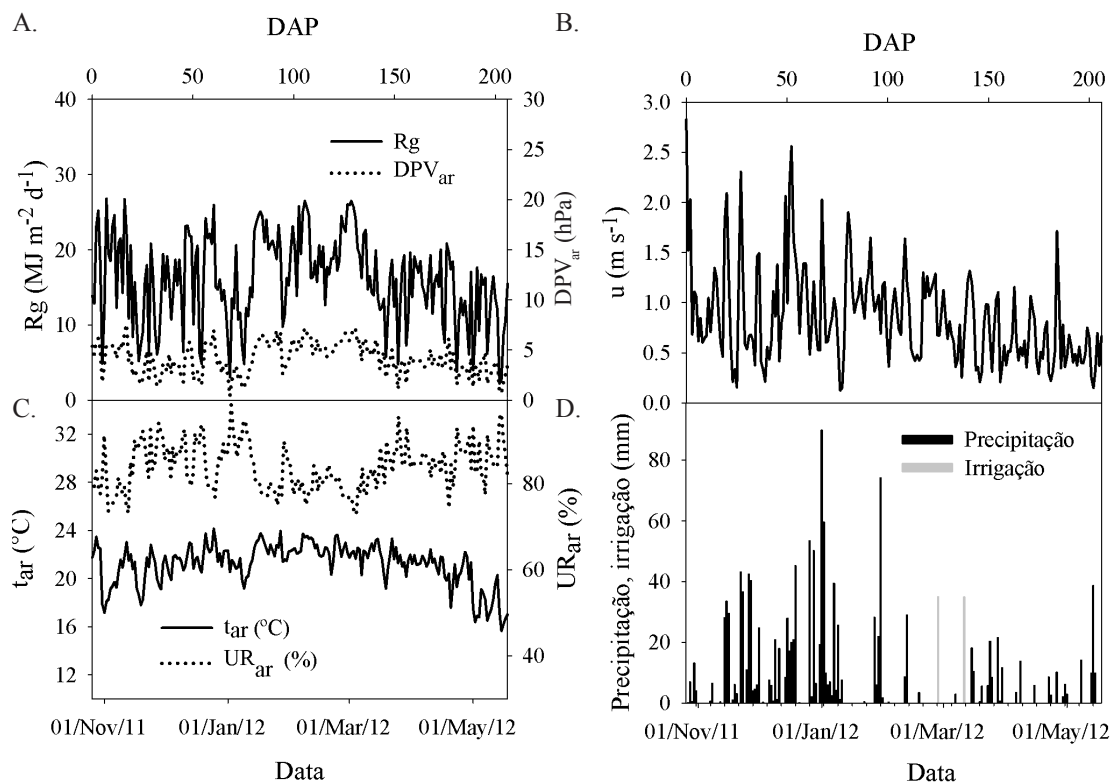 A.
DAP
0 50 100 150 200
40
30
20
10
0
Rg (MJ m⁻² d⁻¹)
Rg
DPVar
30
25
20
15
10
5
0
DPVar (hPa)
B.
DAP
0 50 100 150 200
3.0
2.5
2.0
1.5
1.0
0.5
0.0
u (m s⁻¹)
C.
32
28
24
20
16
12
tar (°C)
tar (°C)
URar (%)
80
60
40
URar (%)
01/Nov/11 01/Jan/12 01/Mar/12 01/May/12
Data
D.
80
60
40
20
0
Precipitação, irrigação (mm)
Precipitação
Irrigação
01/Nov/11 01/Jan/12 01/Mar/12 01/May/12
Data